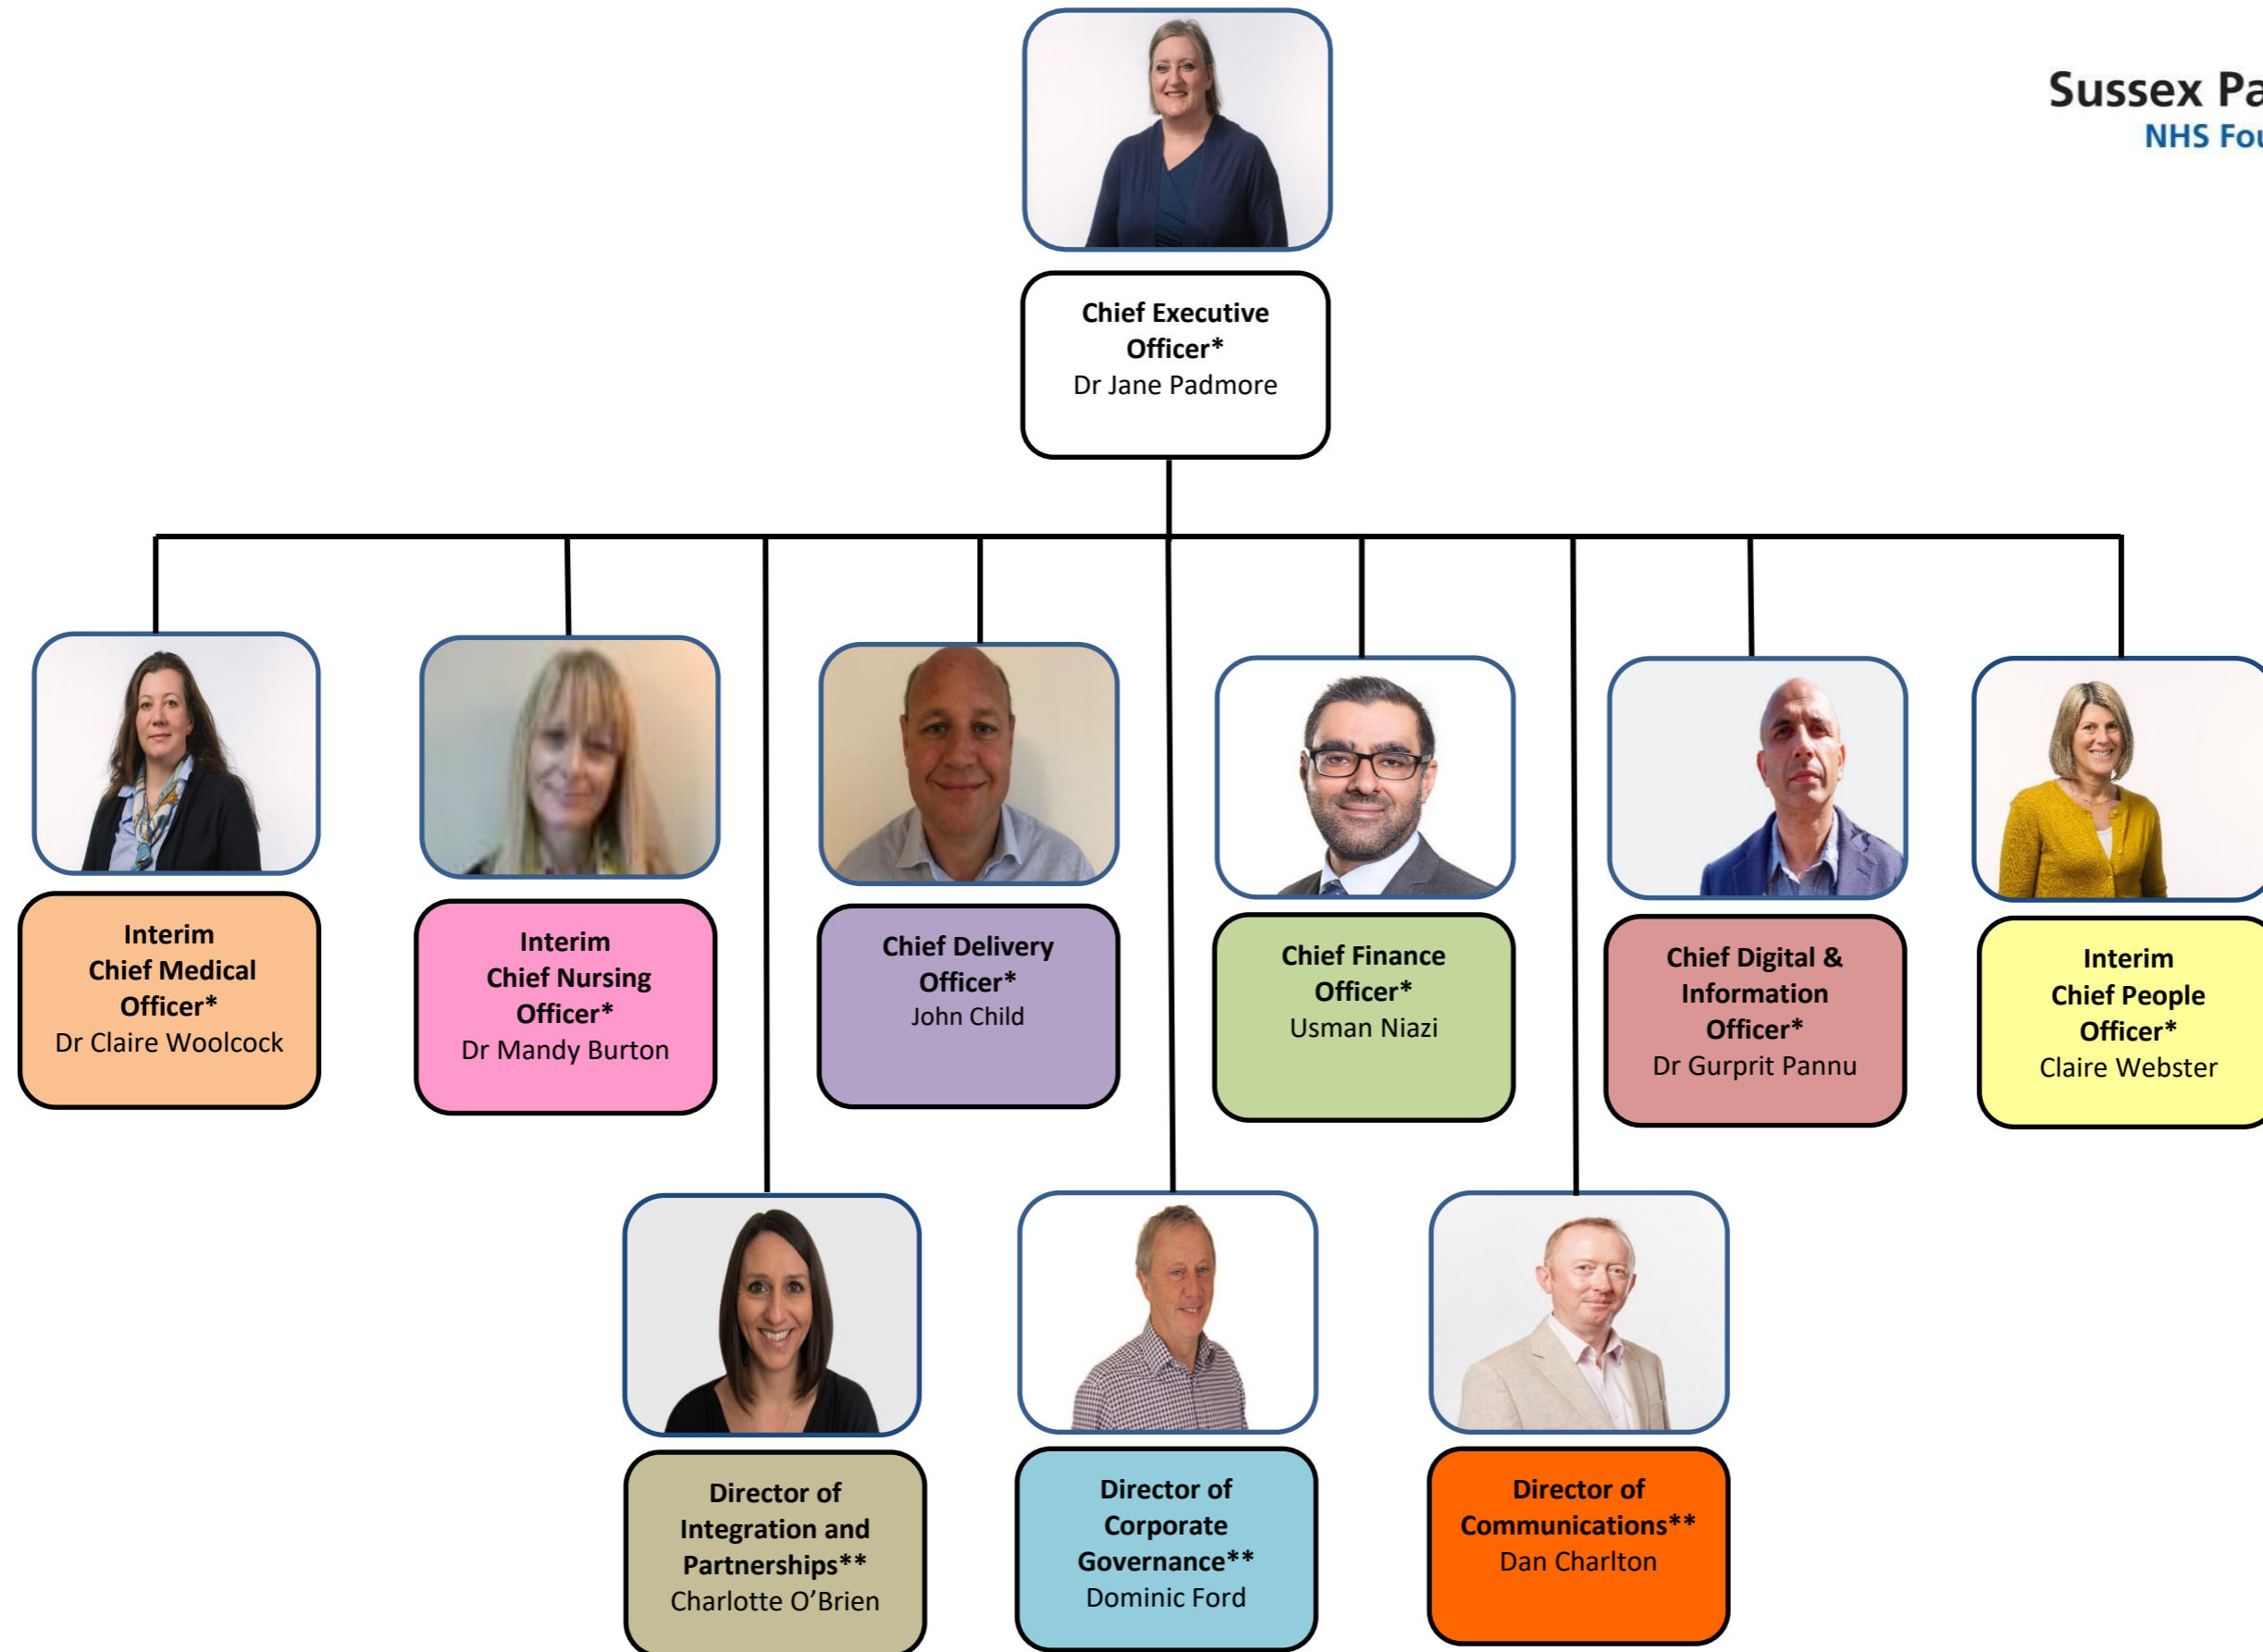 Sussex Pa
NHS Fou
Chief Executive
Officer*
Dr Jane Padmore
Interim
Chief Medical
Officer*
Dr Claire Woolcock
Interim
Chief Nursing
Officer*
Dr Mandy Burton
Chief Delivery
Officer*
John Child
Chief Finance
Officer*
Usman Niazi
Chief Digital &
Information
Officer*
Dr Gurprit Pannu
Interim
Chief People
Officer*
Claire Webster
Director of
Integration and
Partnerships**
Charlotte O’Brien
Director of
Corporate
Governance**
Dominic Ford
Director of
Communications**
Dan Charlton